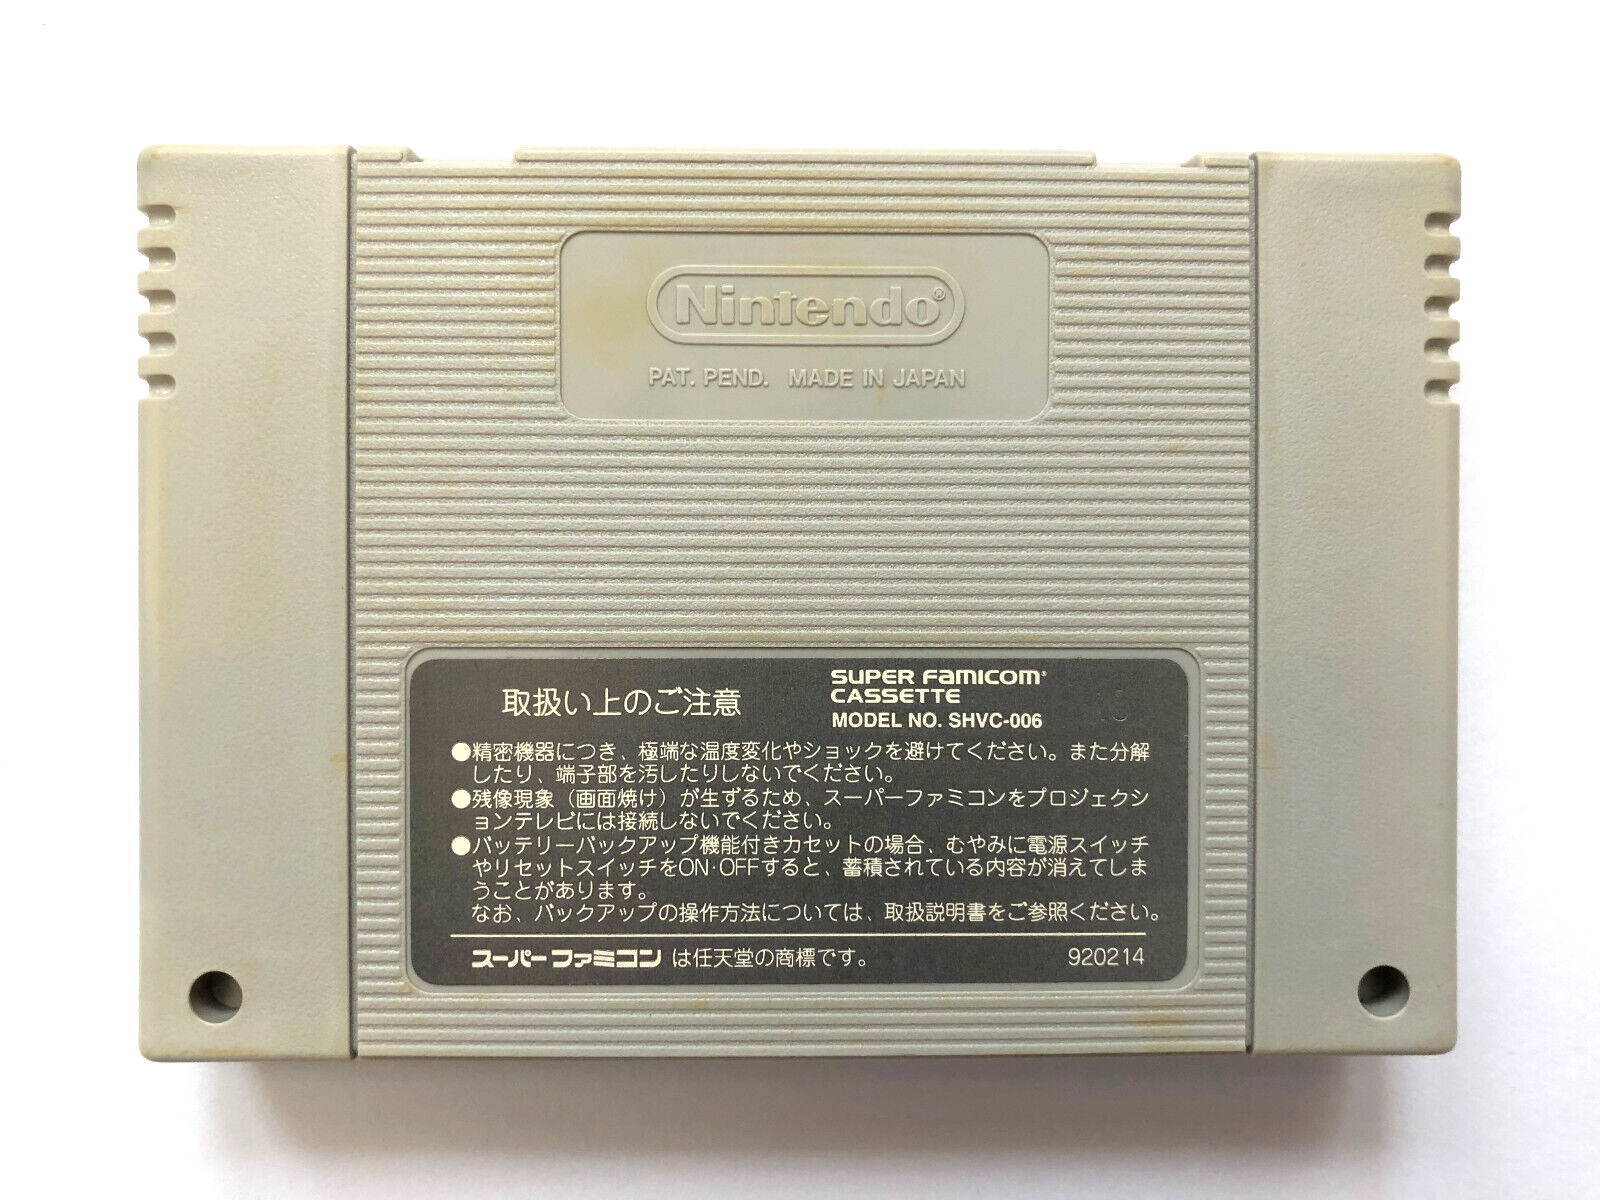 Nintendo®
PAT. PEND. MADE IN JAPAN
取扱い上のご注意
SUPER FAMICOM®
CASSETTE
MODEL NO. SHVC-006
●精密機器につき、極端な温度変化やショックを避けてください。また分解
したり、端子部を汚したりしないでください。
●残像現象（画面焼け）が生ずるため、スーパーファミコンをプロジェクシ
ョンテレビには接続しないでください。
●バッテリーバックアップ機能付きカセットの場合、むやみに電源スイッチ
やリセットスイッチをON·OFFすると、蓄積されている内容が消えてしま
うことがあります。
なお、バックアップの操作方法については、取扱説明書をご参照ください。
スーパーファミコン は任天堂の商標です。 920214